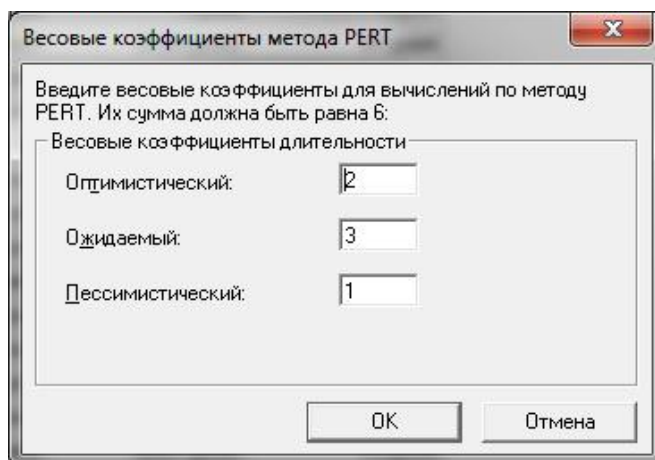 Весовые коэффициенты метода PERT
Введите весовые коэффициенты для вычислений по методу
PERT. Их сумма должна быть равна 6:
Весовые коэффициенты длительности
Оптимистический: 2
Ожидаемый: 3
Пессимистический: 1
OK Отмена